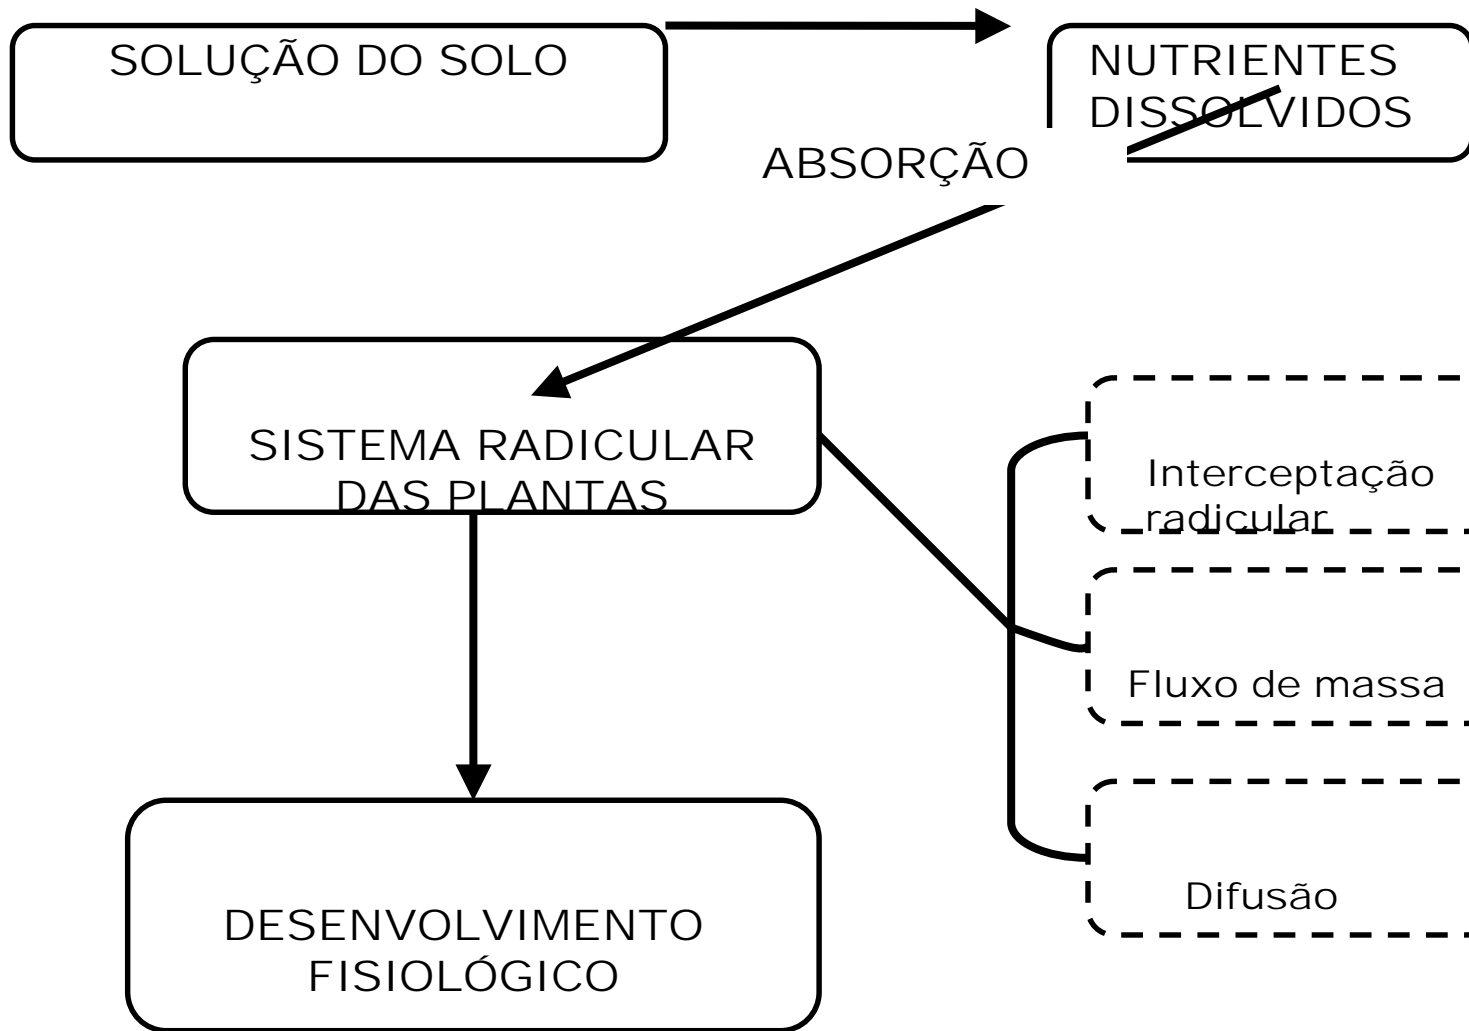 SOLUÇÃO DO SOLO
NUTRIENTES
DISSOLVIDOS
ABSORÇÃO
SISTEMA RADICULAR
DAS PLANTAS
Interceptação
radicular
Fluxo de massa
Difusão
DESENVOLVIMENTO
FISIOLÓGICO